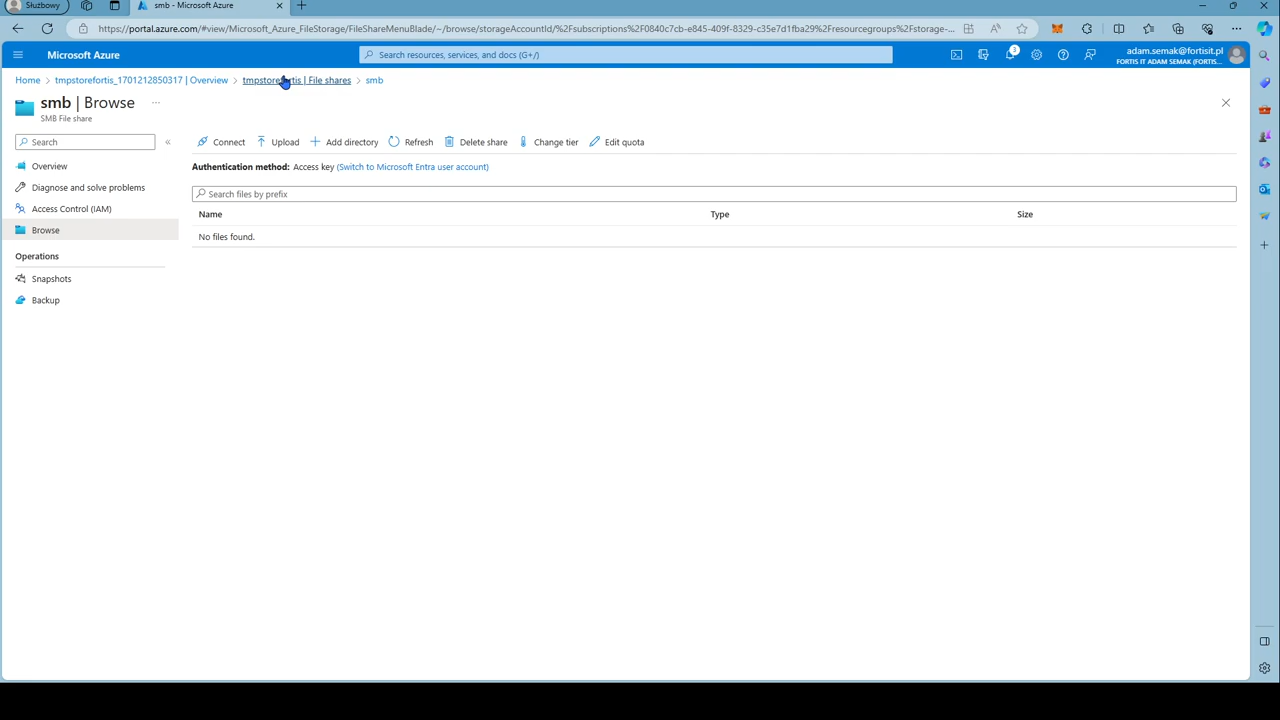 Służbowy
smb - Microsoft Azure
https://portal.azure.com/#view/Microsoft_Azure_FileStorage/FileShareMenuBlade/~/browse/storageAccountId/%2Fsubscriptions%2F0840c7cb-e845-409f-8329-c35e7d1fba29%2Fresourcegroups%2Fstorage-...
Microsoft Azure
Search resources, services, and docs (G+/)
3
adam.semak@fortisit.pl
FORTIS IT ADAM SEMAK (FORTIS...
Home > tmpstorefortis_1701212850317 | Overview > tmpstorefortis | File shares > smb
smb | Browse ...
SMB File share
Search
Connect
Upload
Add directory
Refresh
Delete share
Change tier
Edit quota
Overview
Diagnose and solve problems
Access Control (IAM)
Browse
Operations
Snapshots
Backup
Authentication method: Access key (Switch to Microsoft Entra user account)
Search files by prefix
Name Type Size
No files found.